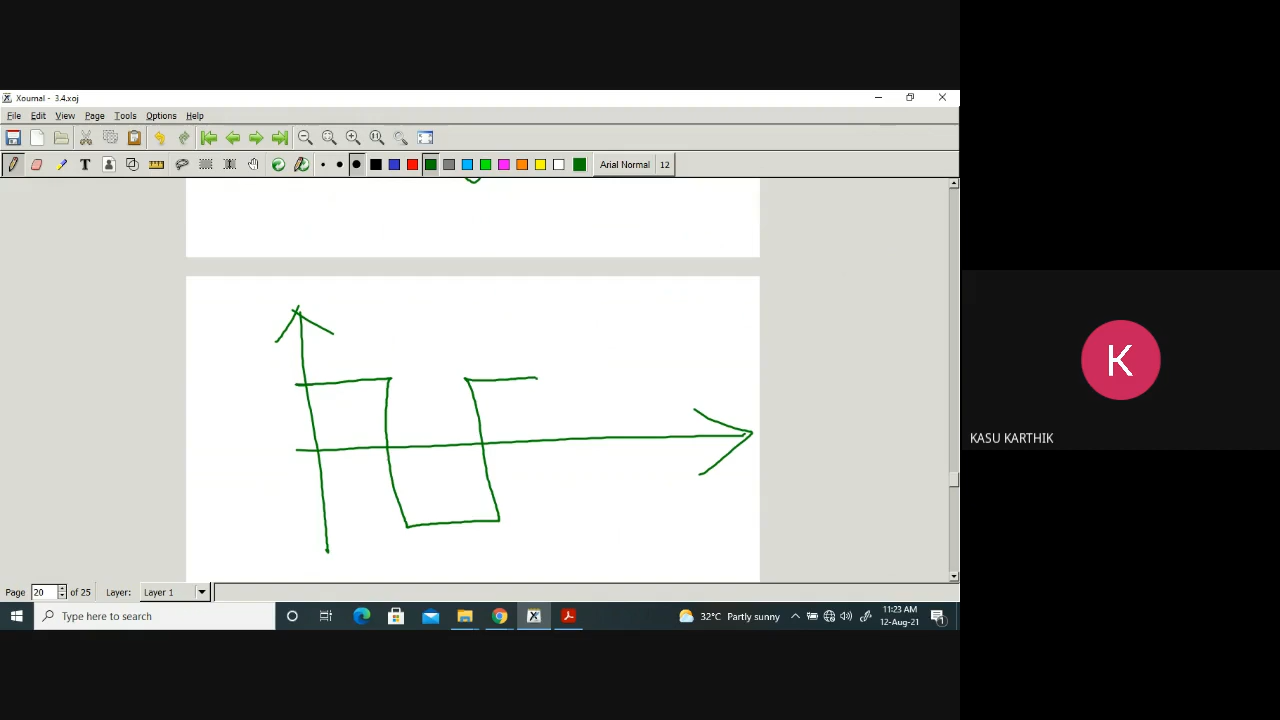 Xournal - 3.4.xoj
File Edit View Page Tools Options Help
T Arial Normal 12
K
KASU KARTHIK
Page 20 of 25 Layer: Layer 1
Type here to search 32°C Partly sunny 11:23 AM
12-Aug-21 1